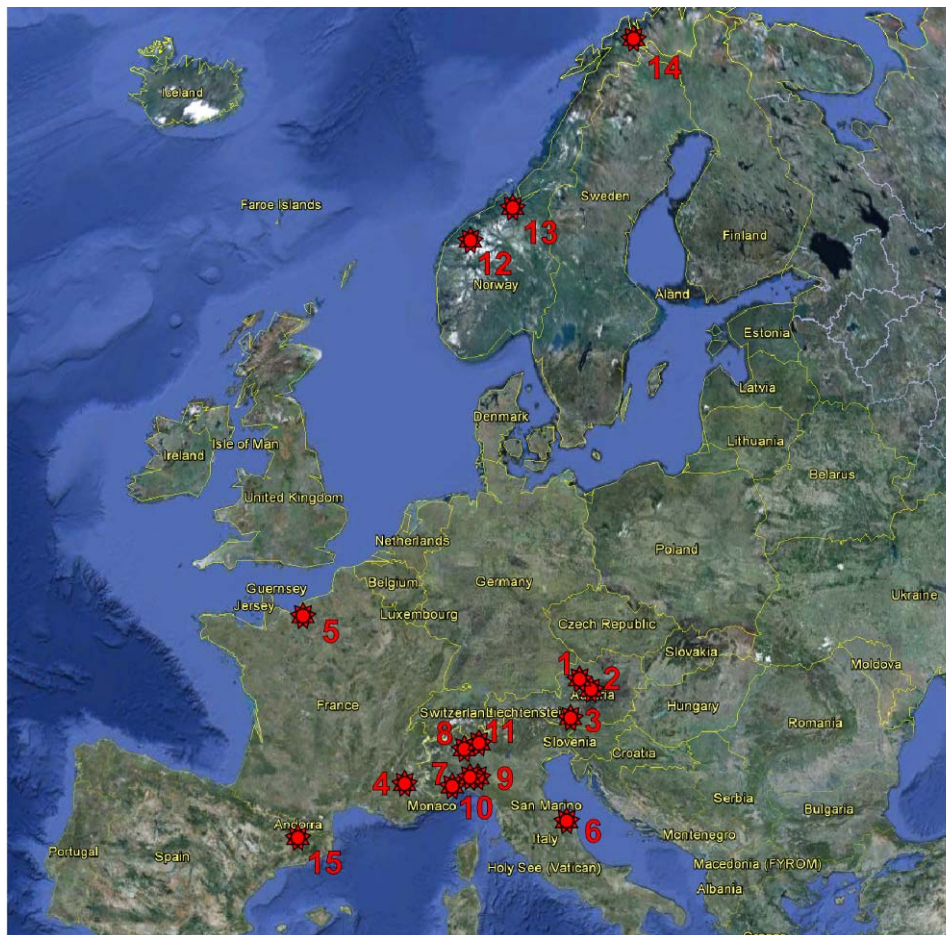 14
Iceland
Sweden
Faroe Islands
13
Finland
12
Norway
Åland
Estonia
Latvia
Denmark
Lithuania
Isle of Man
Ireland
Belarus
United Kingdom
Netherlands
Poland
Belgium
Germany
Guernsey
Ukraine
Jersey
Luxembourg
5
Czech Republic
Slovakia
1
Moldova
2
Austria
France
Hungary
Switzerland
Liechtenstein
3
Romania
8
11
Slovenia
Croatia
4
7
9
Monaco
10
San Marino
Serbia
Bulgaria
Andorra
6
Montenegro
Italy
Portugal
Spain
15
Holy See (Vatican)
Macedonia (FYROM)
Albania